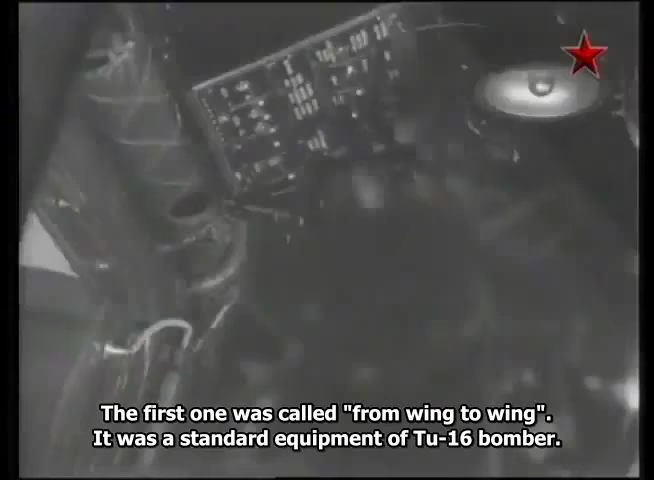 The first one was called "from wing to wing".
It was a standard equipment of Tu-16 bomber.